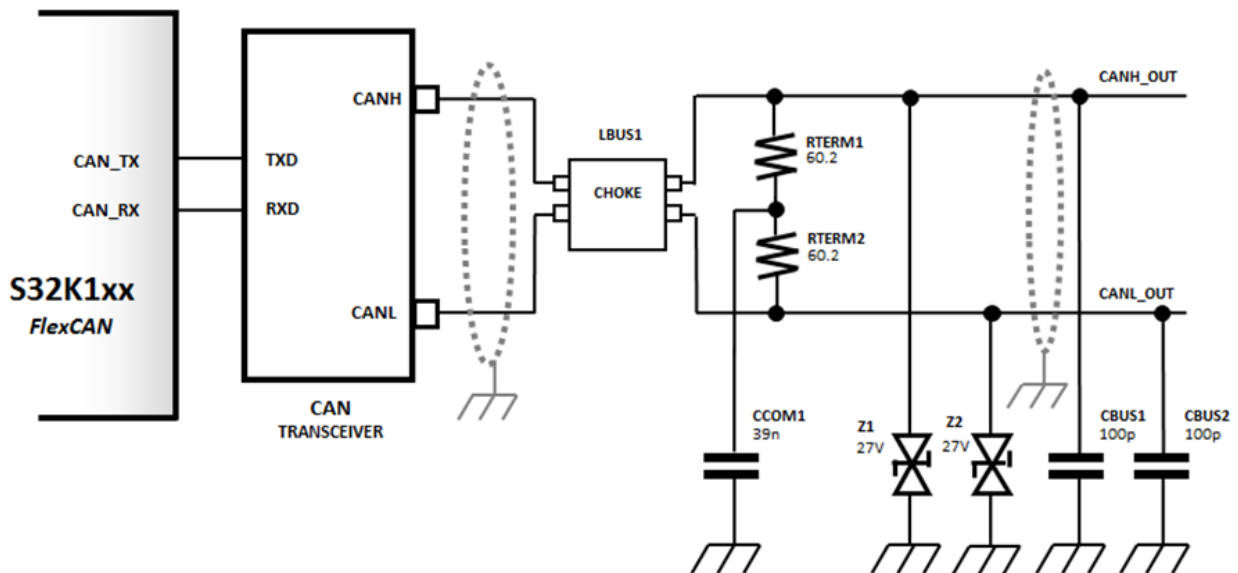 CANH_OUT
CANH
LBUS1
RTERM1
60.2
CAN_TX
TXD
CHOKE
CAN_RX
RXD
RTERM2
60.2
S32K1xx
FlexCAN
CANL
CANL_OUT
CAN
TRANSCEIVER
CCOM1
39n
Z1
27V
Z2
27V
CBUS1
100p
CBUS2
100p